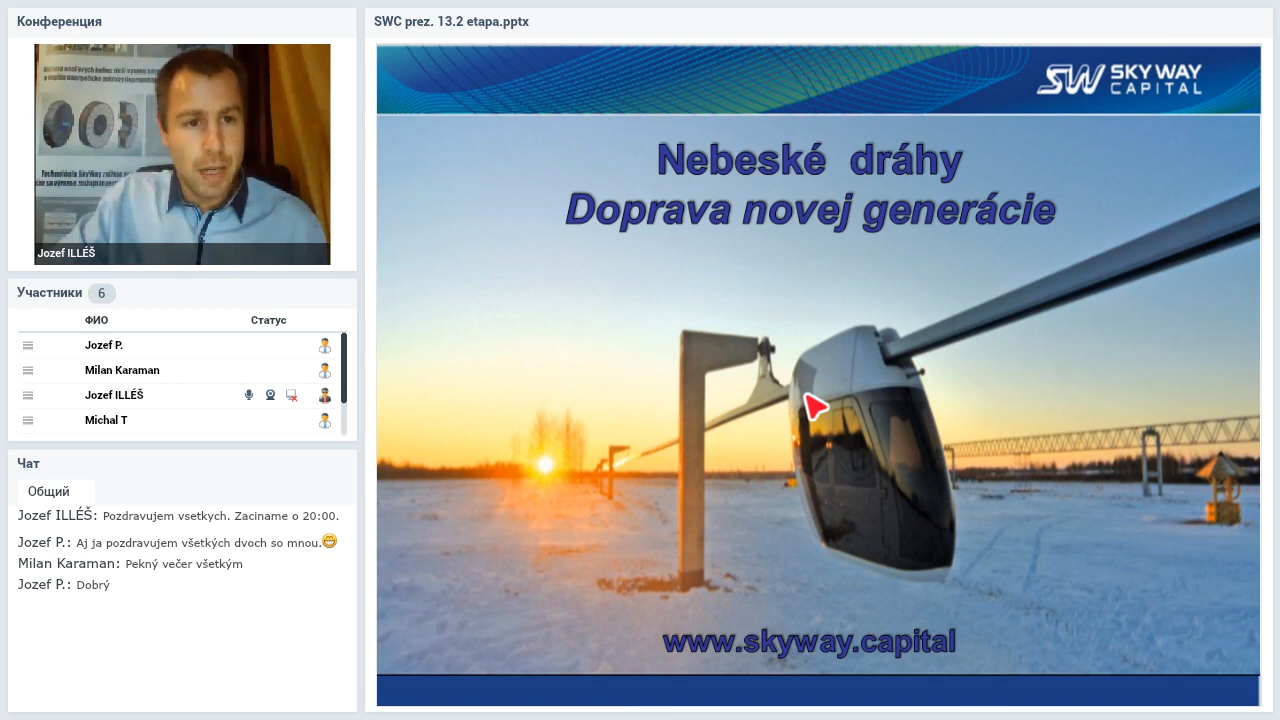 Конференция
Jozef ILLÉŠ
Участники 6
ФИО Статус
Jozef P.
Milan Karaman
Jozef ILLÉŠ
Michal T
Чат
Общий
Jozef ILLÉŠ: Pozdravujem vsetkych. Zaciname o 20:00.
Jozef P.: Aj ja pozdravujem všetkých dvoch so mnou.😁
Milan Karaman: Pekný večer všetkým
Jozef P.: Dobrý
SWC prez. 13.2 etapa.pptx
SW SKY WAY
CAPITAL
Nebeské dráhy
Doprava novej generácie
www.skyway.capital